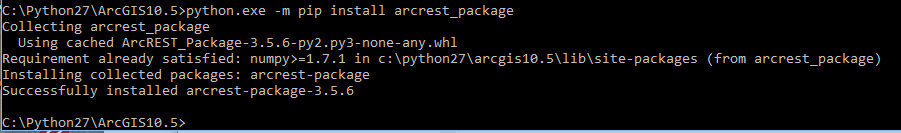 C:\Python27\ArcGIS10.5>python.exe -m pip install arcrest_package
Collecting arcrest_package
  Using cached ArcREST_Package-3.5.6-py2.py3-none-any.whl
Requirement already satisfied: numpy>=1.7.1 in c:\python27\arcgis10.5\lib\site-packages (from arcrest_package)
Installing collected packages: arcrest-package
Successfully installed arcrest-package-3.5.6
C:\Python27\ArcGIS10.5>